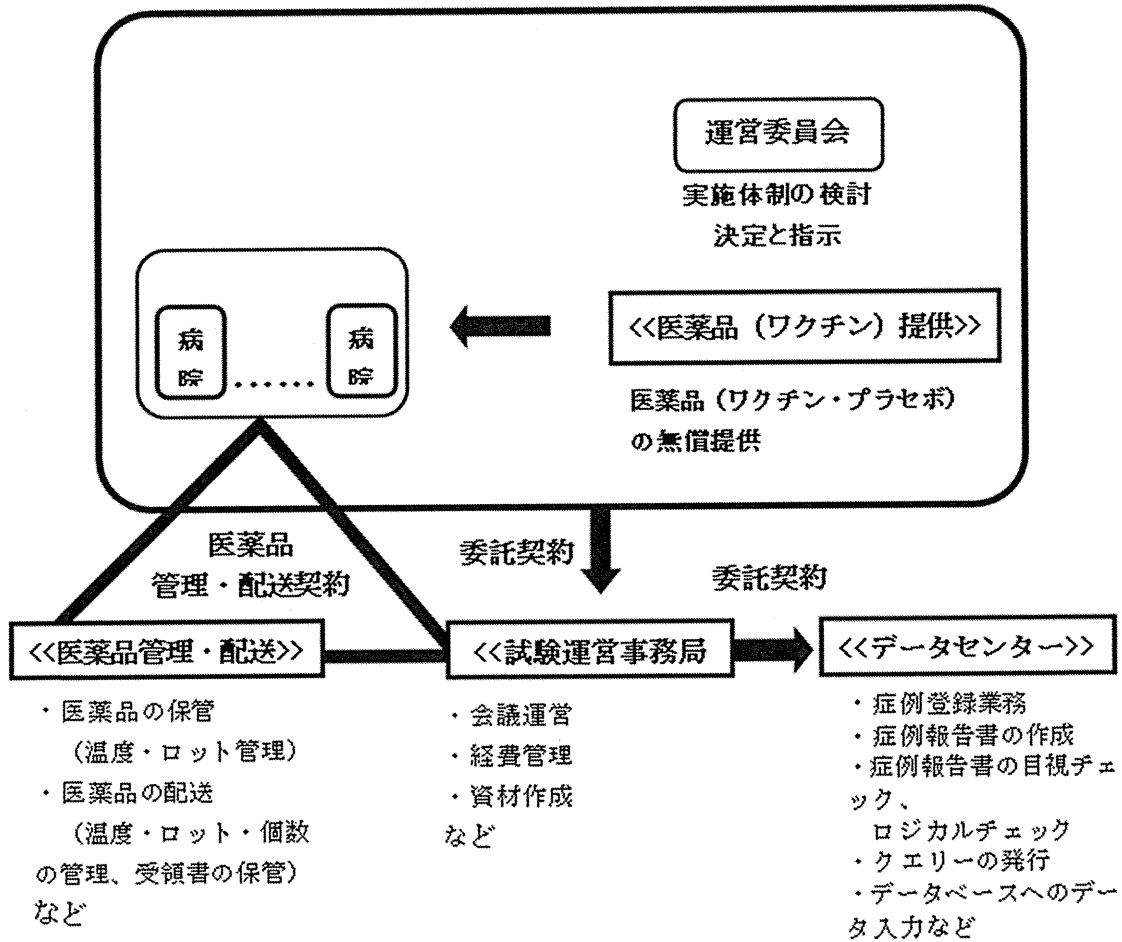 運営委員会
実施体制の検討
決定と指示
病
院
……
病
院
<<医薬品（ワクチン）提供>>
医薬品（ワクチン・プラセボ）
の無償提供
医薬品
管理・配送契約
委託契約
委託契約
<<医薬品管理・配送>>
・医薬品の保管
（温度・ロット管理）
・医薬品の配送
（温度・ロット・個数
の管理、受領書の保管）
など
<<試験運営事務局
・会議運営
・経費管理
・資材作成
など
<<データセンター>>
・症例登録業務
・症例報告書の作成
・症例報告書の目視チェ
ック、
ロジカルチェック
・クエリーの発行
・データベースへのデー
タ入力など